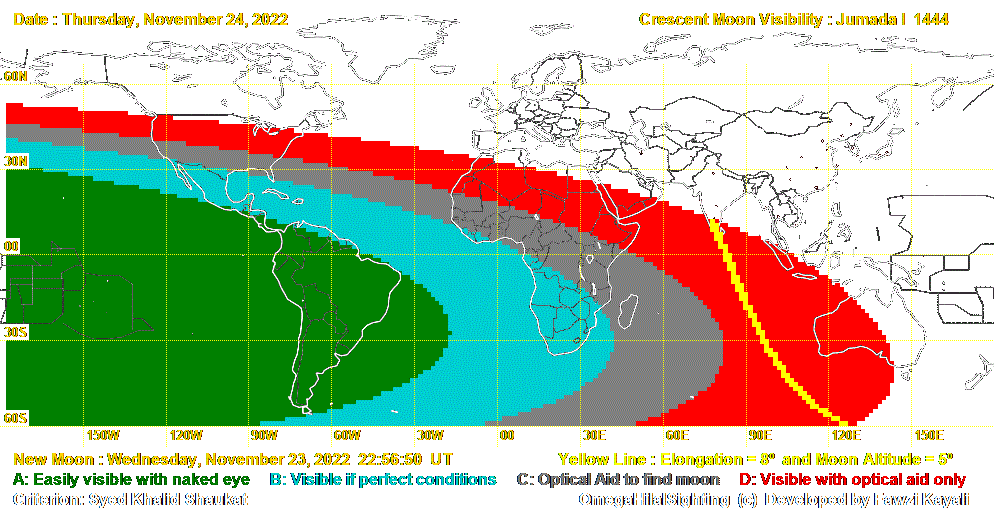 Date : Thursday, November 24, 2022 Crescent Moon Visibility : Jumada I 1444
60N
30N
00
30S
60S
150W 120W 90W 60W 30W 00 30E 60E 90E 120E 150E
New Moon : Wednesday, November 23, 2022 22:56:50 UT Yellow Line : Elongation = 8° and Moon Altitude = 5°
A: Easily visible with naked eye B: Visible if perfect conditions C: Optical Aid to find moon D: Visible with optical aid only
Criterion: Syed Khalid Shaukat OmegaHilalSighting (c) Developed by Fawzi Kayali